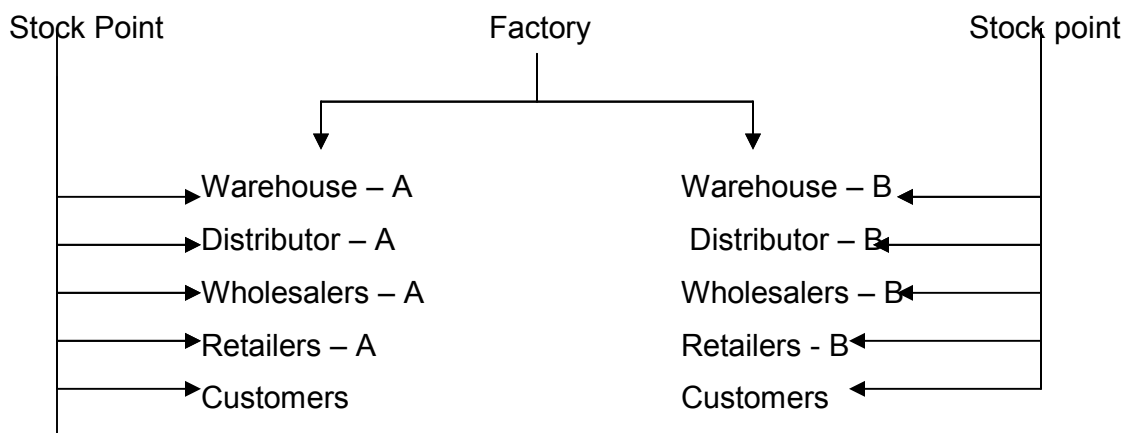 Stock Point Factory Stock point
Warehouse – A Warehouse – B
Distributor – A Distributor – B
Wholesalers – A Wholesalers – B
Retailers – A Retailers - B
Customers Customers